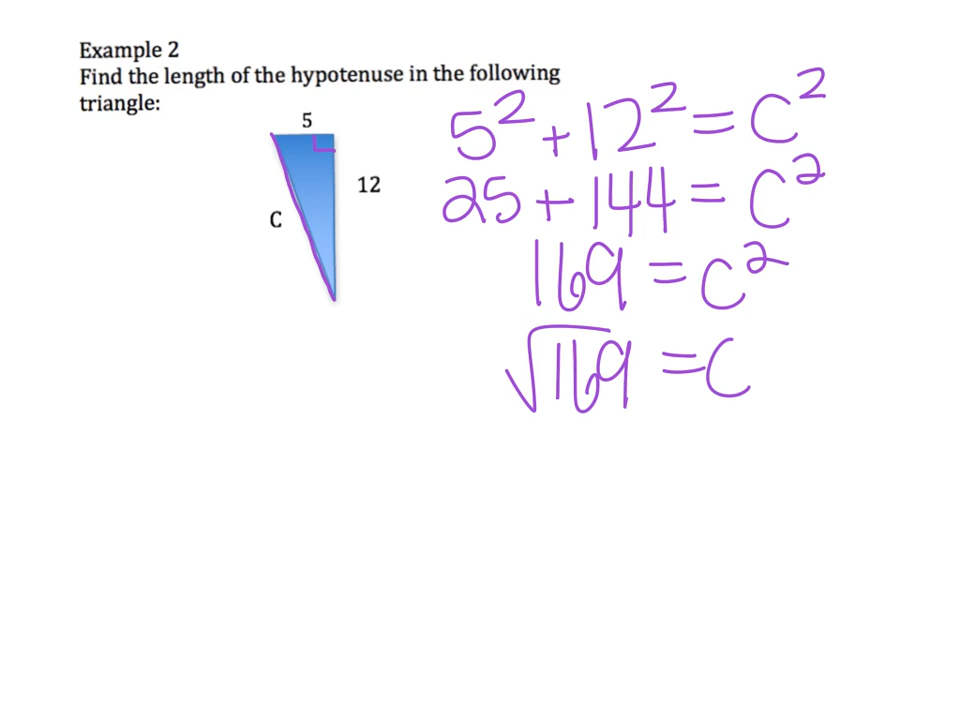 Example 2
Find the length of the hypotenuse in the following
triangle:
5
12
C
5² + 12² = C²
25 + 144 = C²
169 = C²
√169 = C